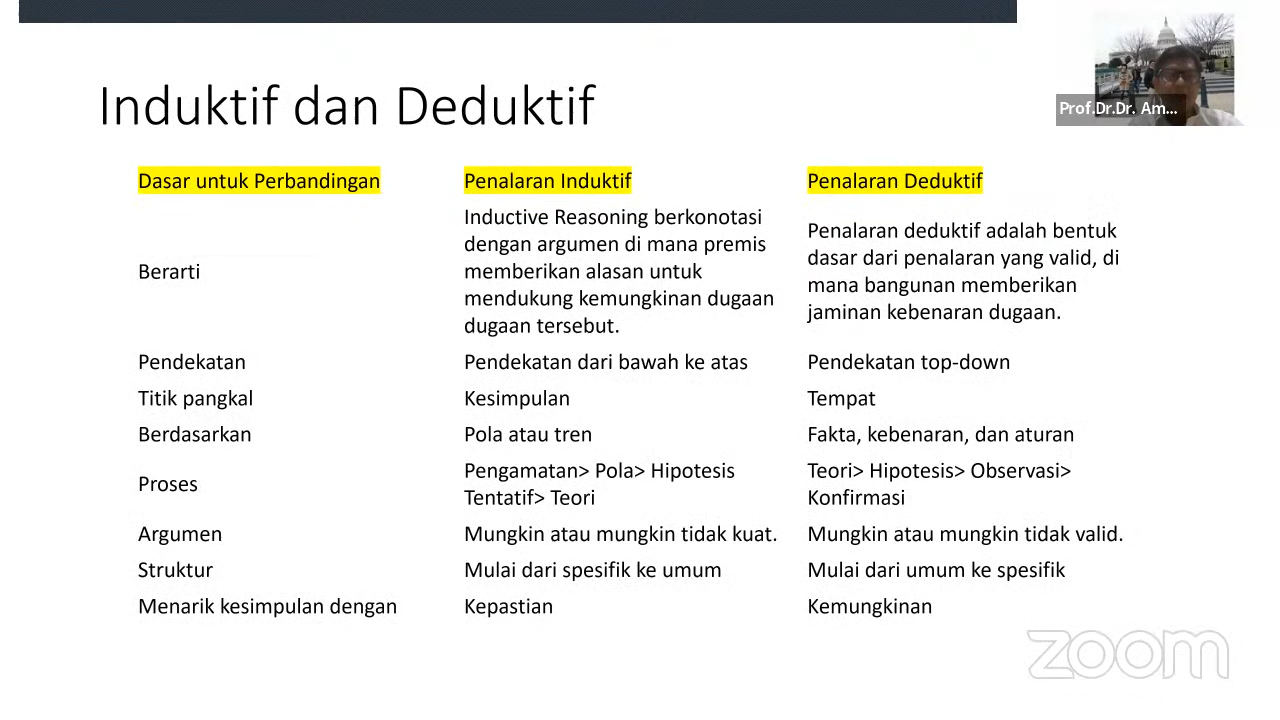 Prof.Dr.Dr. Am...
Induktif dan Deduktif
Dasar untuk Perbandingan
Penalaran Induktif
Penalaran Deduktif
Berarti
Inductive Reasoning berkonotasi
dengan argumen di mana premis
memberikan alasan untuk
mendukung kemungkinan dugaan
dugaan tersebut.
Penalaran deduktif adalah bentuk
dasar dari penalaran yang valid, di
mana bangunan memberikan
jaminan kebenaran dugaan.
Pendekatan
Pendekatan dari bawah ke atas
Pendekatan top-down
Titik pangkal
Kesimpulan
Tempat
Berdasarkan
Pola atau tren
Fakta, kebenaran, dan aturan
Proses
Pengamatan> Pola> Hipotesis
Tentatif> Teori
Teori> Hipotesis> Observasi>
Konfirmasi
Argumen
Mungkin atau mungkin tidak kuat.
Mungkin atau mungkin tidak valid.
Struktur
Mulai dari spesifik ke umum
Mulai dari umum ke spesifik
Menarik kesimpulan dengan
Kepastian
Kemungkinan
zoom